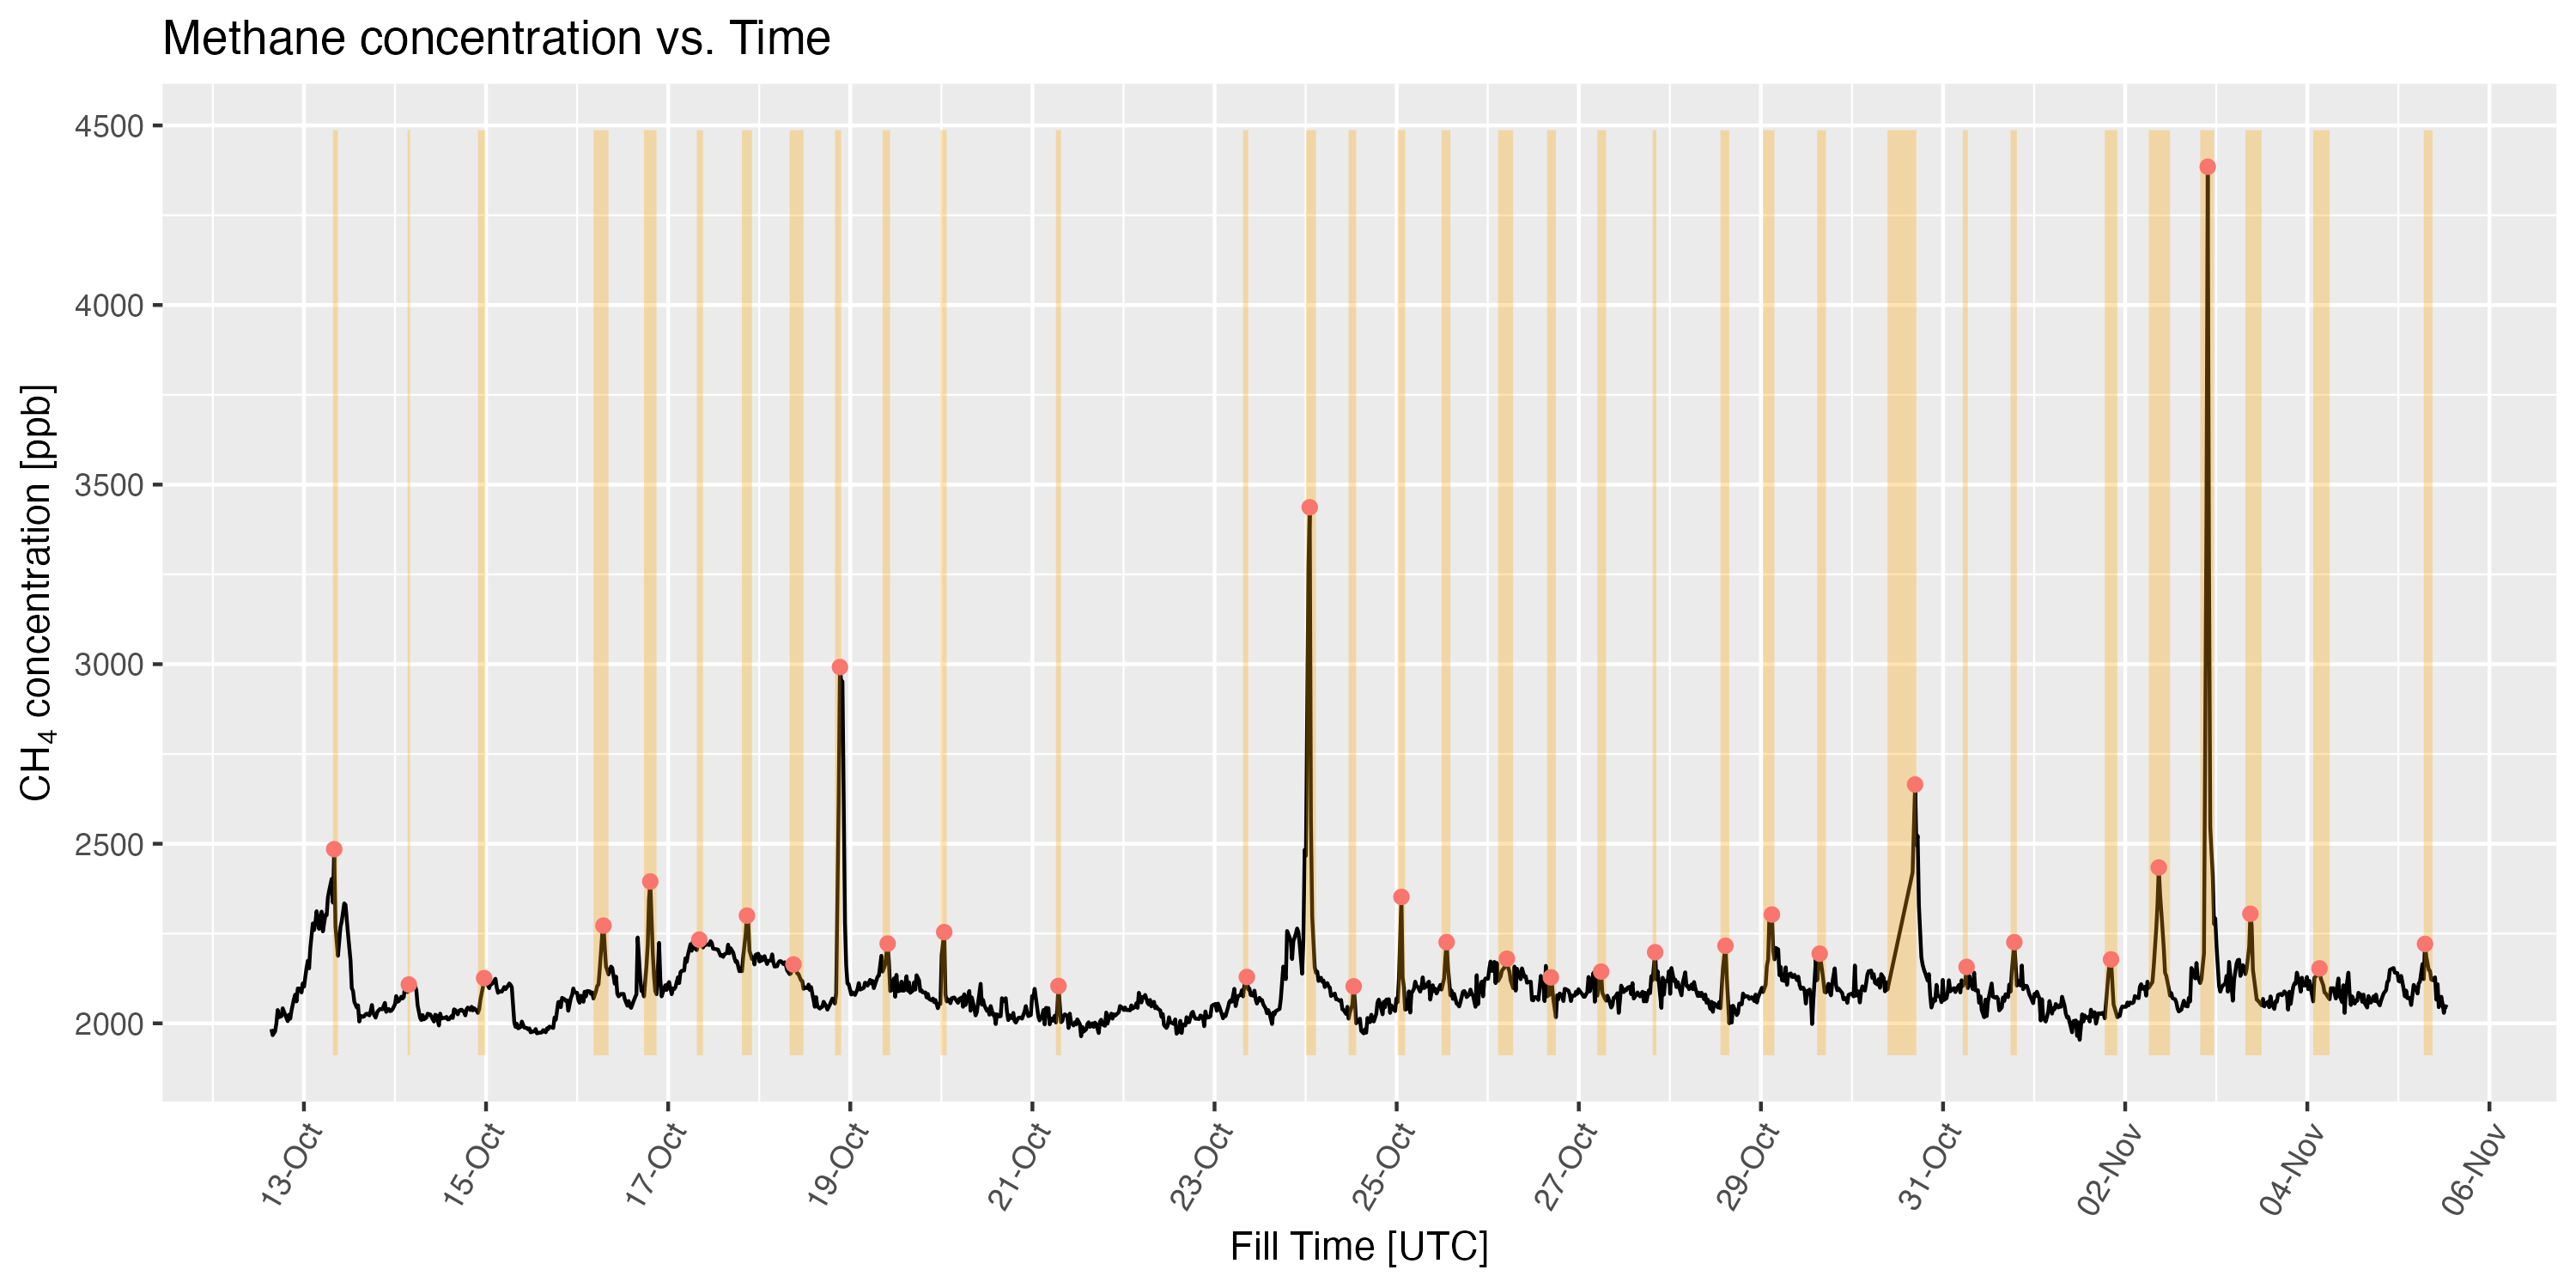 Methane concentration vs. Time
CH₄ concentration [ppb]
4500
4000
3500
3000
2500
2000
13-Oct
15-Oct
17-Oct
19-Oct
21-Oct
23-Oct
25-Oct
27-Oct
29-Oct
31-Oct
02-Nov
04-Nov
06-Nov
Fill Time [UTC]